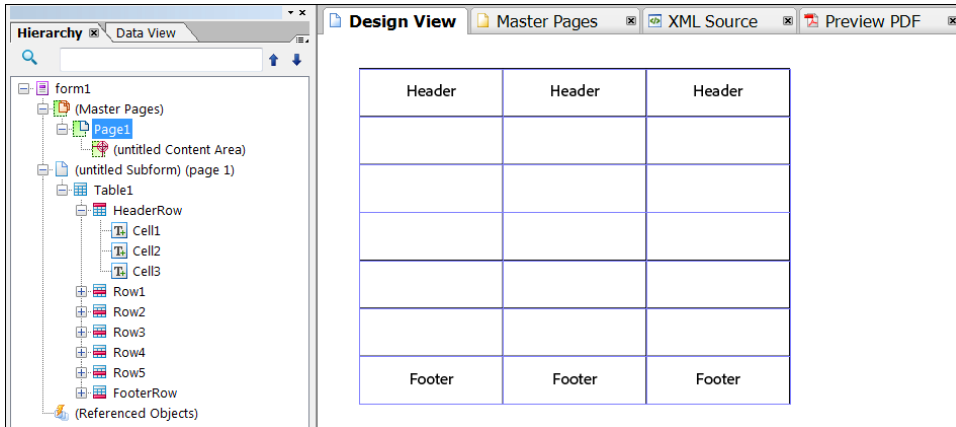 Hierarchy Data View
form1
(Master Pages)
Page1
(untitled Content Area)
(untitled Subform) (page 1)
Table1
HeaderRow
Cell1
Cell2
Cell3
Row1
Row2
Row3
Row4
Row5
FooterRow
(Referenced Objects)
Design View Master Pages XML Source Preview PDF
Header Header Header
Footer Footer Footer